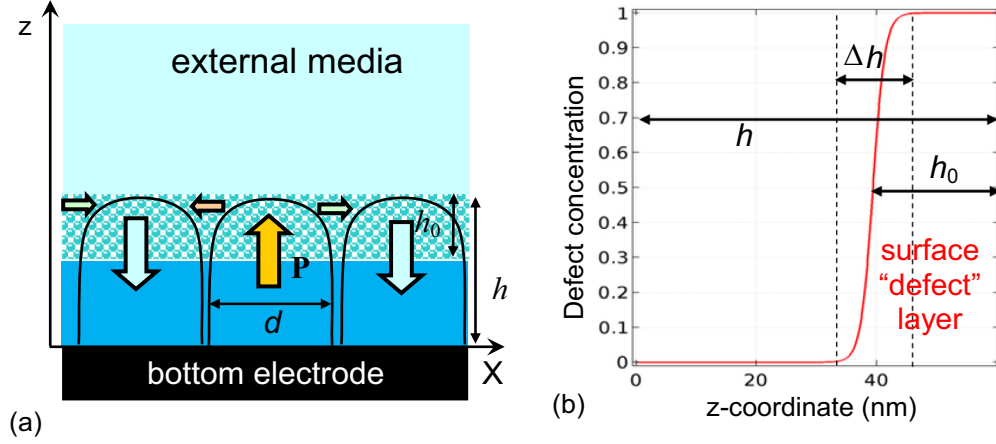 z
external media
h₀
P
h
d
bottom electrode
X
(a)
1
0.9
0.8
0.7
0.6
0.5
0.4
0.3
0.2
0.1
0
Defect concentration
Δh
h
h₀
surface
“defect”
layer
0
20
40
z-coordinate (nm)
(b)